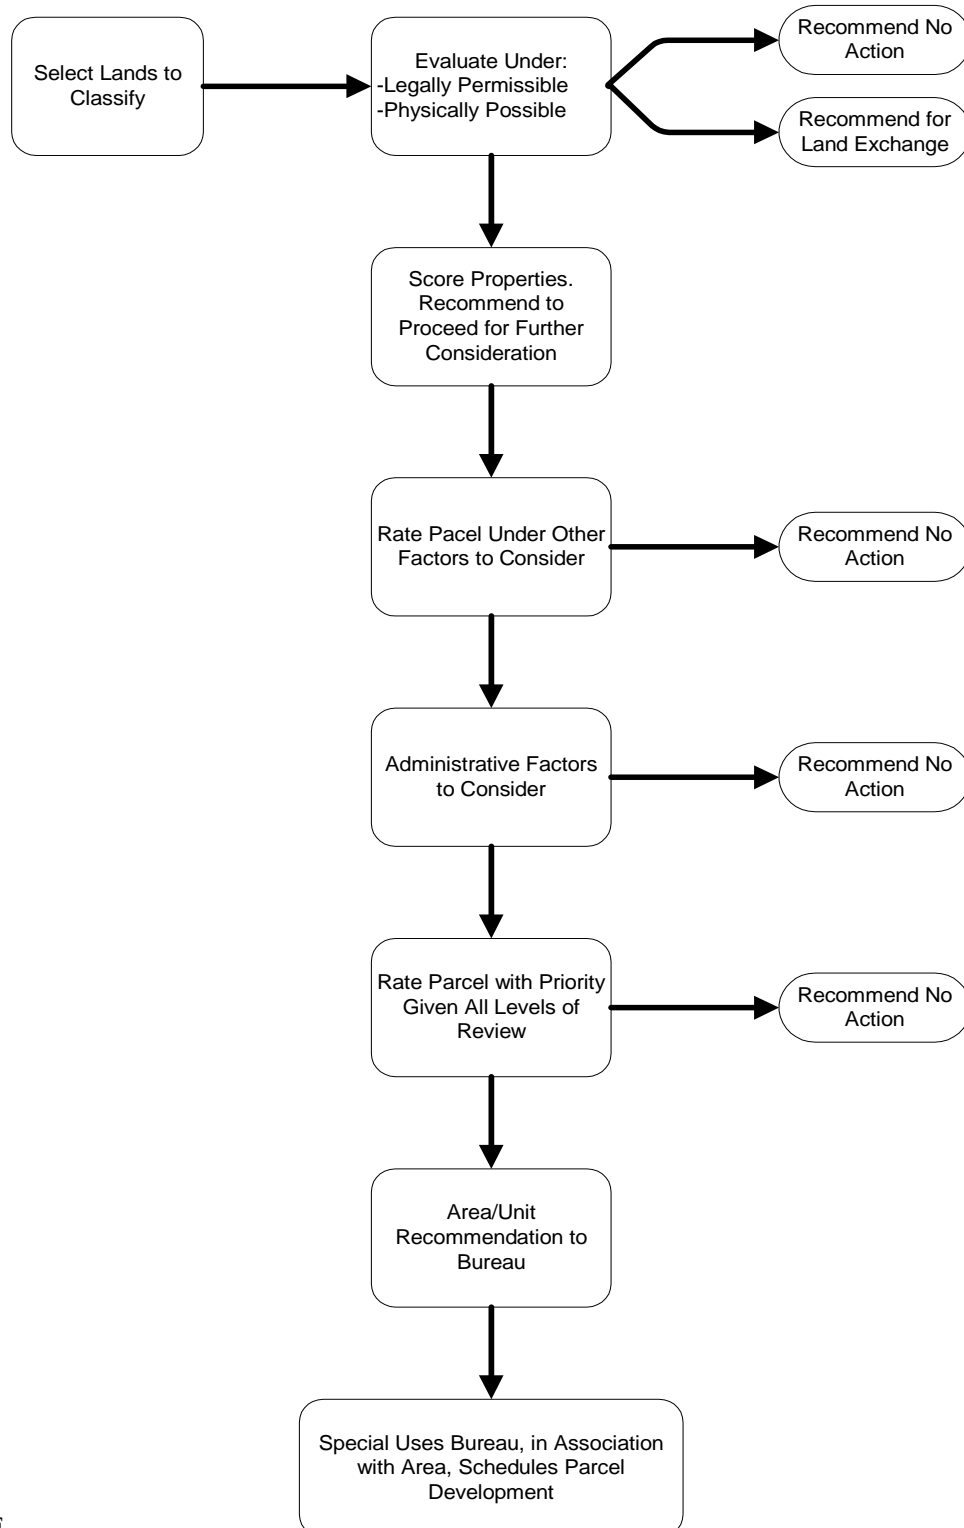 Select Lands to
Classify
Evaluate Under:
-Legally Permissible
-Physically Possible
Recommend No
Action
Recommend for
Land Exchange
Score Properties.
Recommend to
Proceed for Further
Consideration
Rate Pacel Under Other
Factors to Consider
Recommend No
Action
Administrative Factors
to Consider
Recommend No
Action
Rate Parcel with Priority
Given All Levels of
Review
Recommend No
Action
Area/Unit
Recommendation to
Bureau
Special Uses Bureau, in Association
with Area, Schedules Parcel
Development